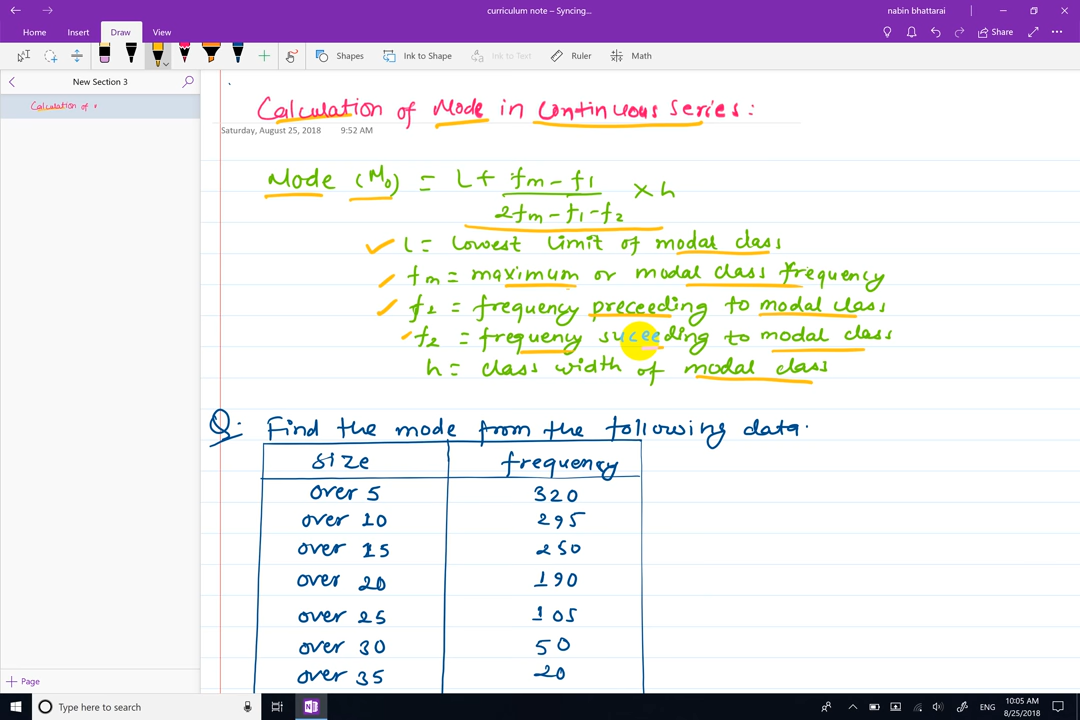 curriculum note – Syncing...
nabin bhattarai
Home
Insert
Draw
View
Share
Shapes
Ink to Shape
Ink to Text
Ruler
Math
New Section 3
Calculation of
Calculation of Mode in Continuous Series:
Saturday, August 25, 2018 9:52 AM
Mode (M₀) = L + (fm – f1) / (2fm – f1 – f2) × h
L = lowest limit of modal class
fm = maximum or modal class frequency
f1 = frequency preceeding to modal class
f2 = frequency suceeding to modal class
h = class width of modal class
Q: Find the mode from the following data.
size frequency
over 5 320
over 10 295
over 15 250
over 20 190
over 25 105
over 30 50
over 35 20
+ Page
Type here to search
ENG
10:05 AM
8/25/2018